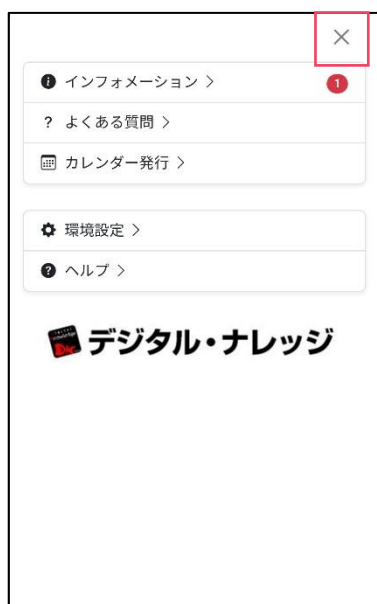 インフォメーション >
1
? よくある質問 >
カレンダー発行 >
環境設定 >
ヘルプ >
デジタル・ナレッジ